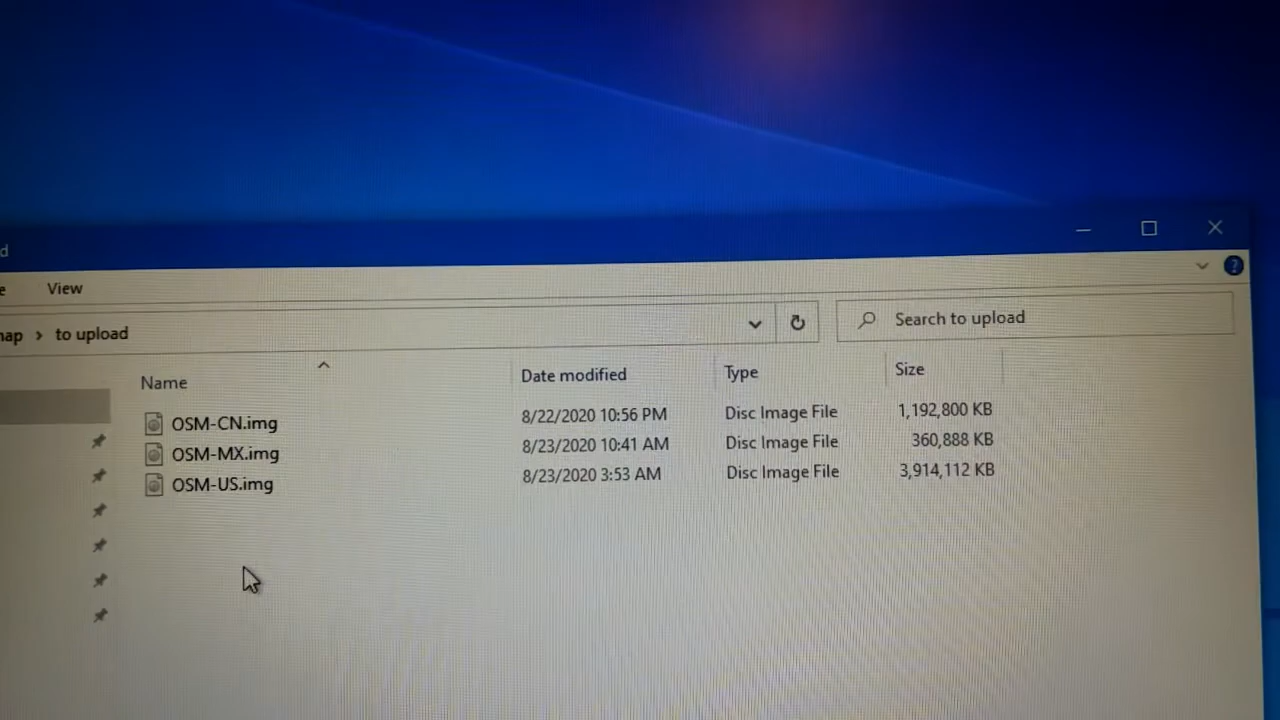 d
e View
nap > to upload
Search to upload
Name Date modified Type Size
OSM-CN.img 8/22/2020 10:56 PM Disc Image File 1,192,800 KB
OSM-MX.img 8/23/2020 10:41 AM Disc Image File 360,888 KB
OSM-US.img 8/23/2020 3:53 AM Disc Image File 3,914,112 KB